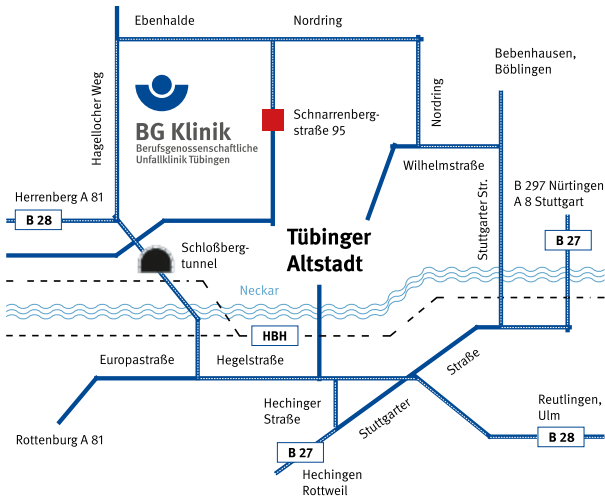 Ebenhalde
Nordring
Bebenhausen,
Böblingen
Hagellocher Weg
Nordring
BG Klinik
Berufsgenossenschaftliche
Unfallklinik Tübingen
Schnarrenberg-
straße 95
Wilhelmstraße
Herrenberg A 81
B 28
B 297 Nürtingen
A 8 Stuttgart
Stuttgarter Str.
B 27
Schloßberg-
tunnel
Tübinger
Altstadt
Neckar
HBH
Europastraße
Hegelstraße
Straße
Stuttgarter
Hechinger
Straße
Reutlingen,
Ulm
B 28
Rottenburg A 81
B 27
Hechingen
Rottweil